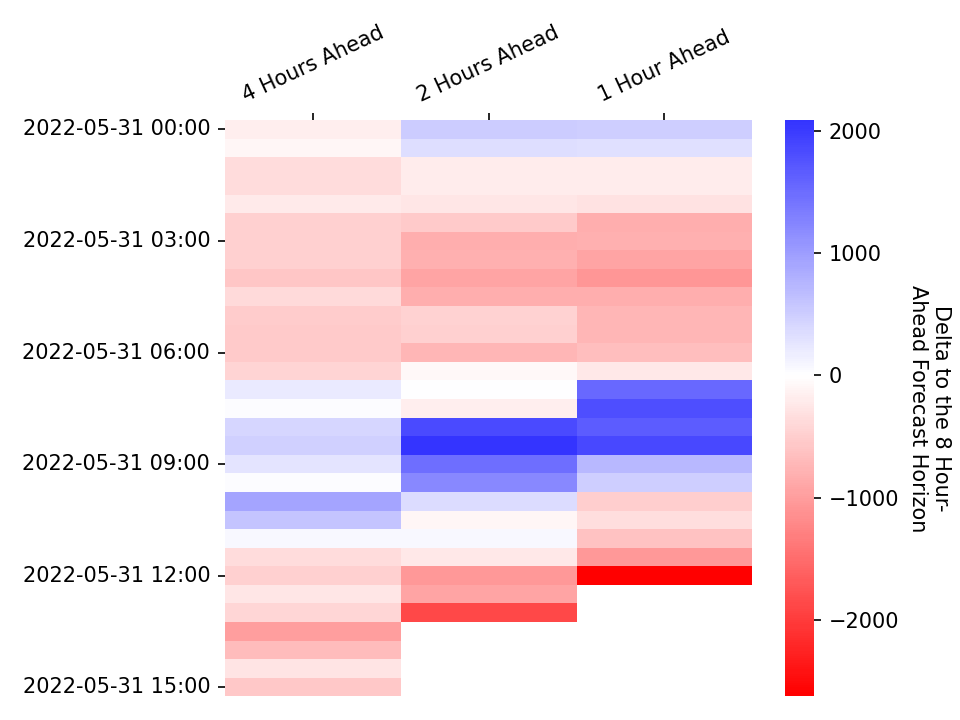 4 Hours Ahead
2 Hours Ahead
1 Hour Ahead
2022-05-31 00:00
2022-05-31 03:00
2022-05-31 06:00
2022-05-31 09:00
2022-05-31 12:00
2022-05-31 15:00
2000
1000
0
−1000
−2000
Delta to the 8 Hour-
Ahead Forecast Horizon